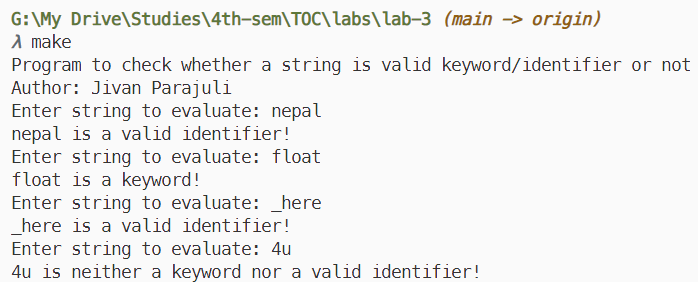 G:\My Drive\Studies\4th-sem\TOC\labs\lab-3 (main -> origin)
λ make
Program to check whether a string is valid keyword/identifier or not
Author: Jivan Parajuli
Enter string to evaluate: nepal
nepal is a valid identifier!
Enter string to evaluate: float
float is a keyword!
Enter string to evaluate: _here
_here is a valid identifier!
Enter string to evaluate: 4u
4u is neither a keyword nor a valid identifier!